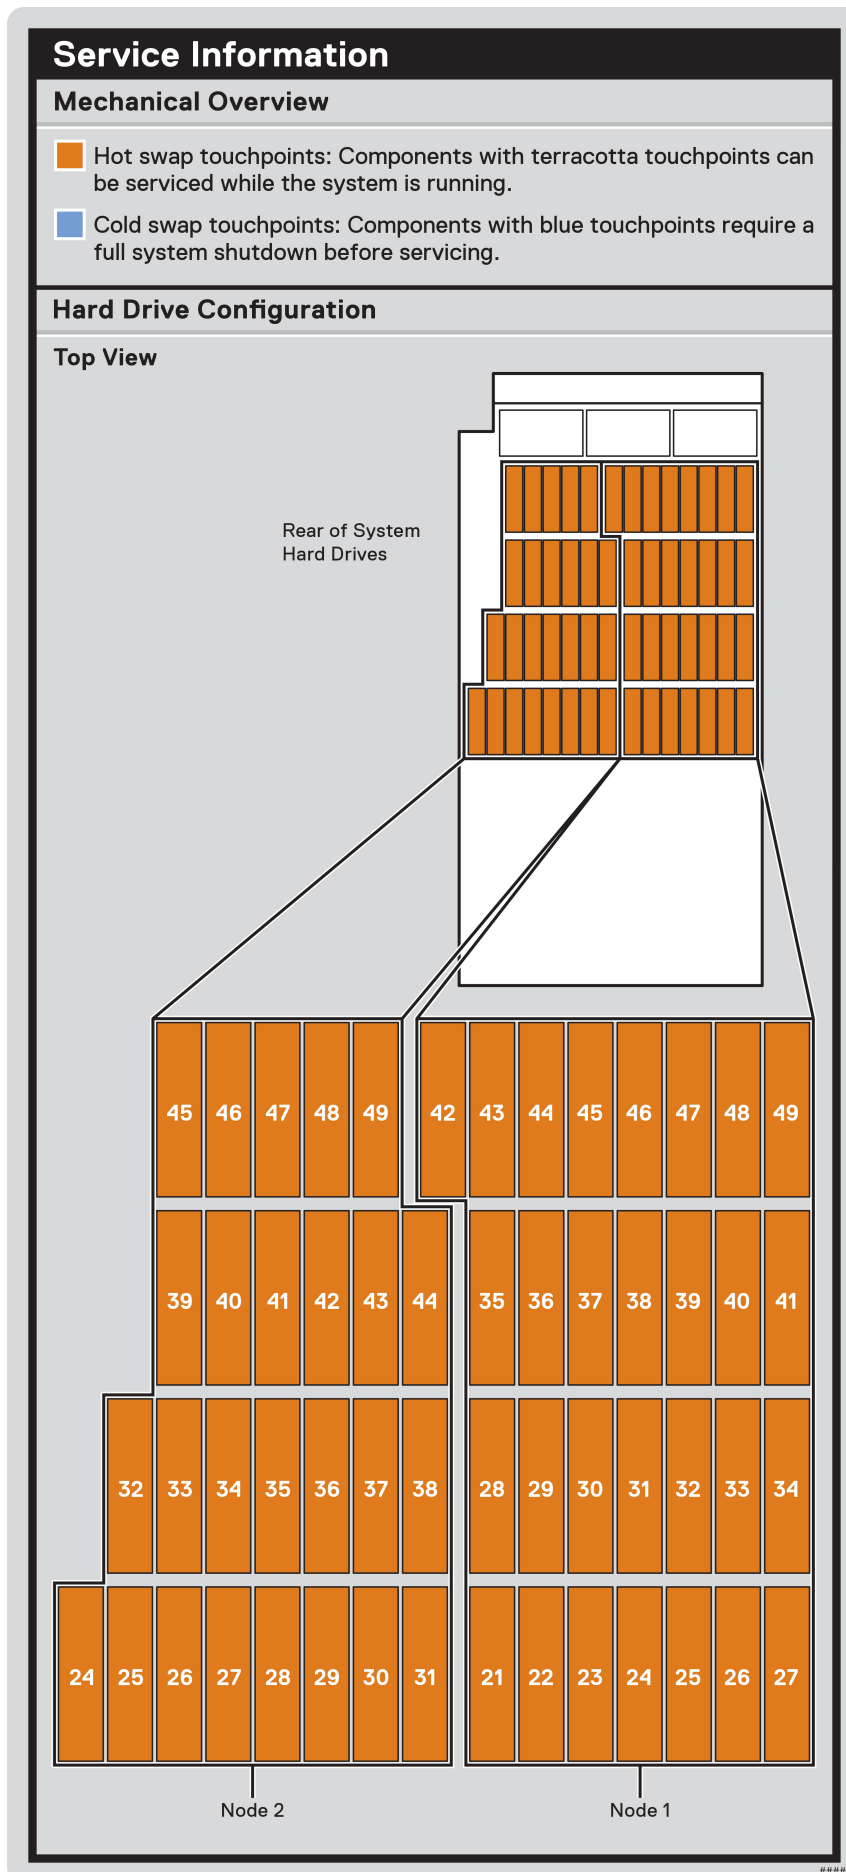 Service Information
Mechanical Overview
Hot swap touchpoints: Components with terracotta touchpoints can
be serviced while the system is running.
Cold swap touchpoints: Components with blue touchpoints require a
full system shutdown before servicing.
Hard Drive Configuration
Top View
Rear of System
Hard Drives
45 46 47 48 49 42 43 44 45 46 47 48 49
39 40 41 42 43 44 35 36 37 38 39 40 41
32 33 34 35 36 37 38 28 29 30 31 32 33 34
24 25 26 27 28 29 30 31 21 22 23 24 25 26 27
Node 2 Node 1
####